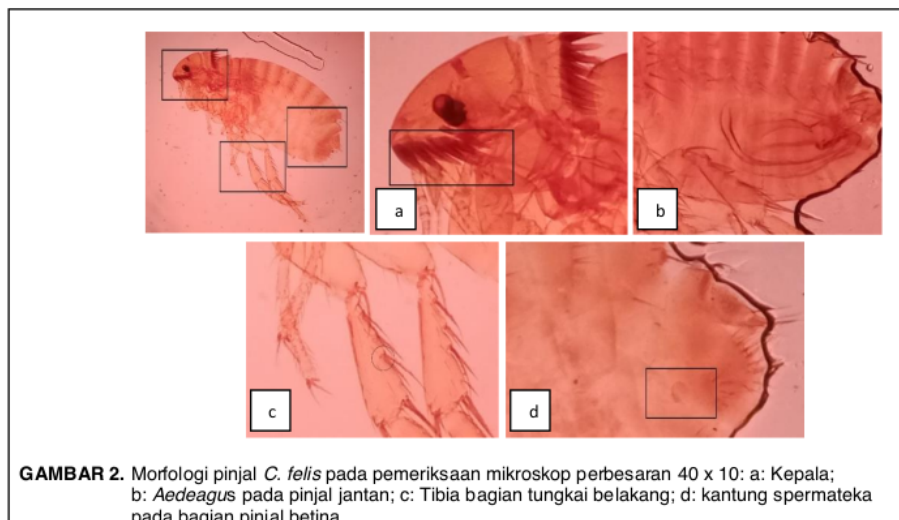 a
b
c
d
GAMBAR 2. Morfologi pinjal C. felis pada pemeriksaan mikroskop perbesaran 40 x 10: a: Kepala;
b: Aedeagus pada pinjal jantan; c: Tibia bagian tungkai belakang; d: kantung spermateka
pada bagian pinjal betina